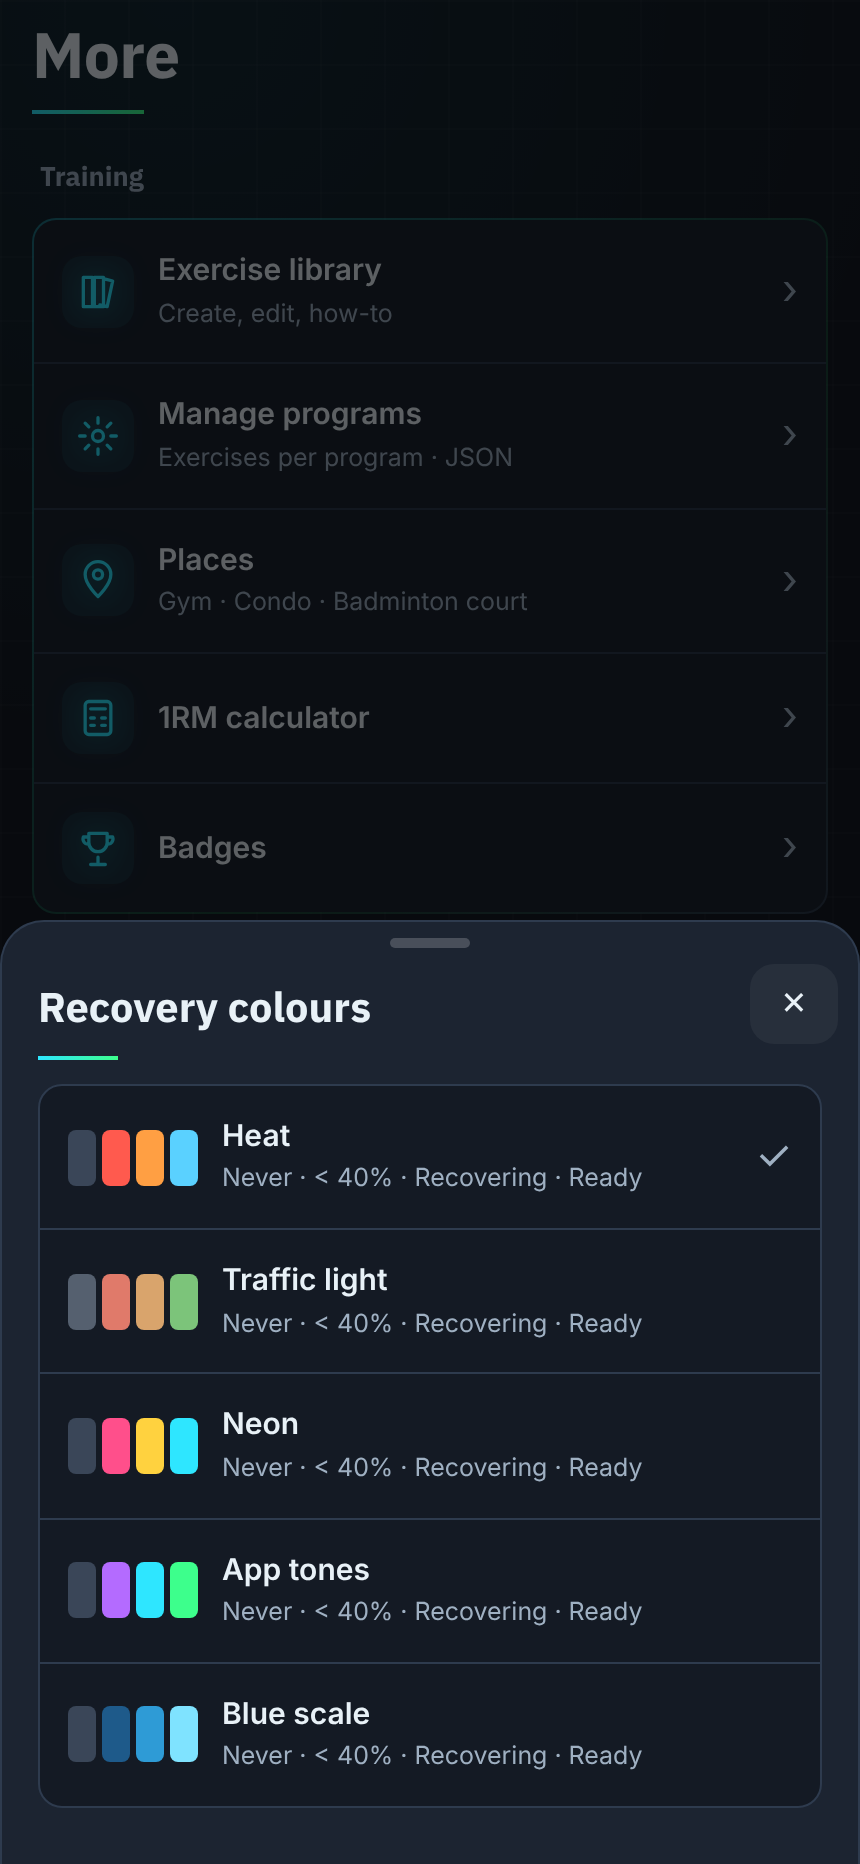 More
Training
Exercise library
Create, edit, how-to
Manage programs
Exercises per program · JSON
Places
Gym · Condo · Badminton court
1RM calculator
Badges
Recovery colours
Heat
Never · < 40% · Recovering · Ready
Traffic light
Never · < 40% · Recovering · Ready
Neon
Never · < 40% · Recovering · Ready
App tones
Never · < 40% · Recovering · Ready
Blue scale
Never · < 40% · Recovering · Ready